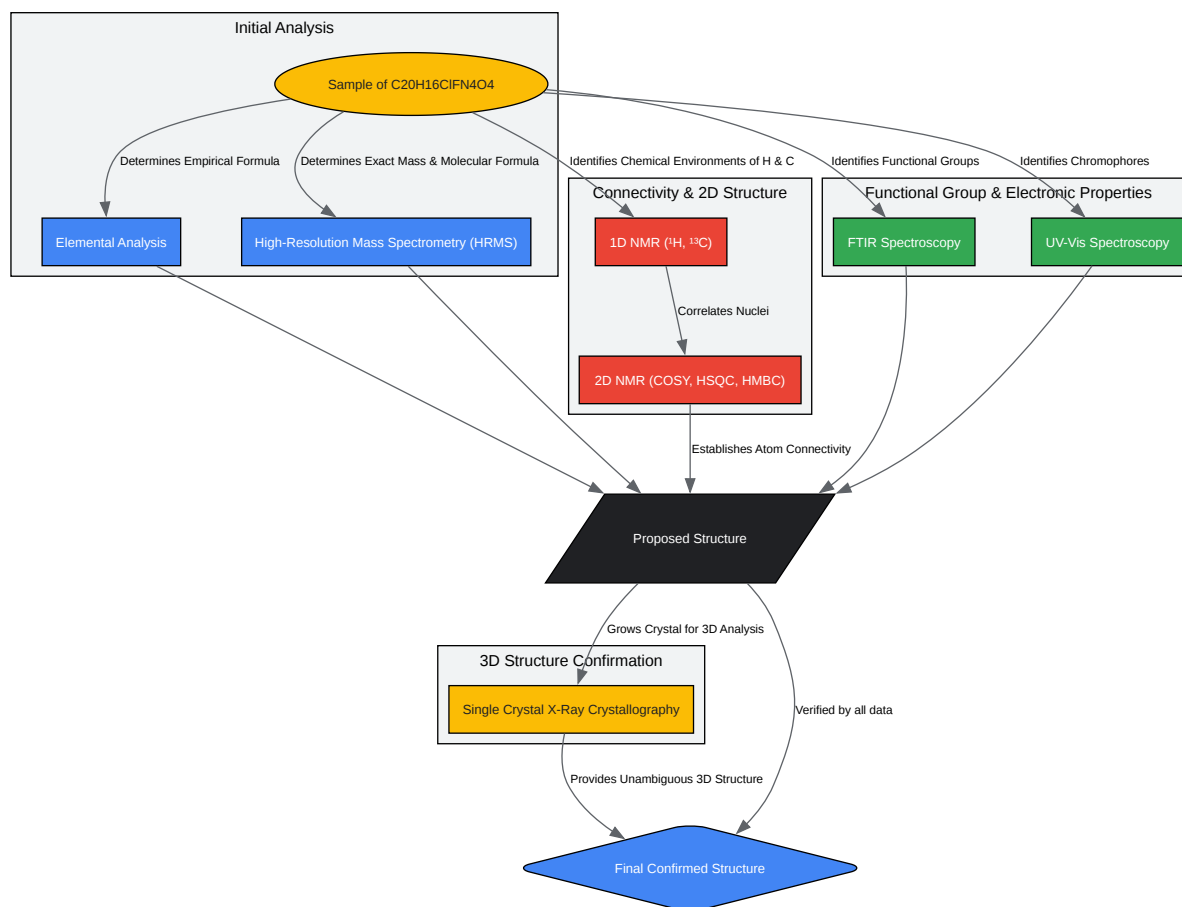 Initial Analysis
Sample of C20H16ClFN4O4
Determines Empirical Formula
Determines Exact Mass & Molecular Formula
Identifies Chemical Environments of H & C
Identifies Functional Groups
Identifies Chromophores
Connectivity & 2D Structure
Functional Group & Electronic Properties
Elemental Analysis
High-Resolution Mass Spectrometry (HRMS)
1D NMR (¹H, ¹³C)
FTIR Spectroscopy
UV-Vis Spectroscopy
Correlates Nuclei
2D NMR (COSY, HSQC, HMBC)
Establishes Atom Connectivity
Proposed Structure
Grows Crystal for 3D Analysis
3D Structure Confirmation
Single Crystal X-Ray Crystallography
Verified by all data
Provides Unambiguous 3D Structure
Final Confirmed Structure